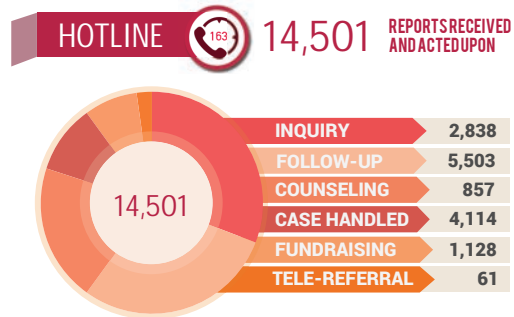 HOTLINE 163 14,501 REPORTS RECEIVED
AND ACTED UPON
INQUIRY 2,838
FOLLOW-UP 5,503
COUNSELING 857
14,501
CASE HANDLED 4,114
FUNDRAISING 1,128
TELE-REFERRAL 61